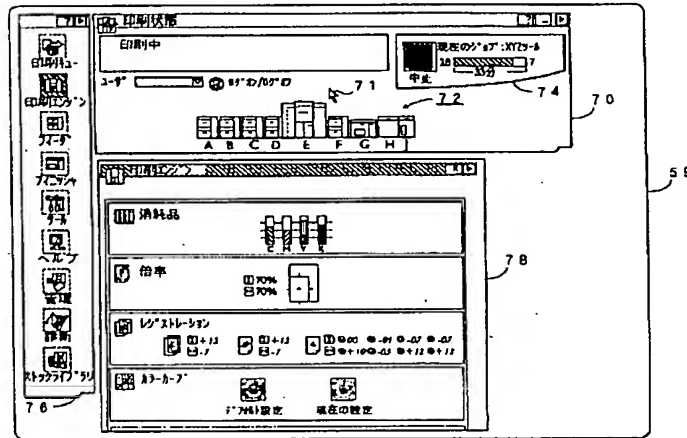 印刷状態
印刷中
現在のジョブ:XYZツール
18 7
33分
中止
74
ユーザ ログオン/ログオフ
71
72
70
A B C D E F G H
59
印刷キュー
印刷エンジン
フィーダ
フィニッシャ
ツール
ヘルプ
管理
診断
ストックライブラリ
76
印刷エンジン
78
消耗品
C M Y K
倍率
70%
70%
レジストレーション
カラーカーブ
デフォルト設定
現在の設定